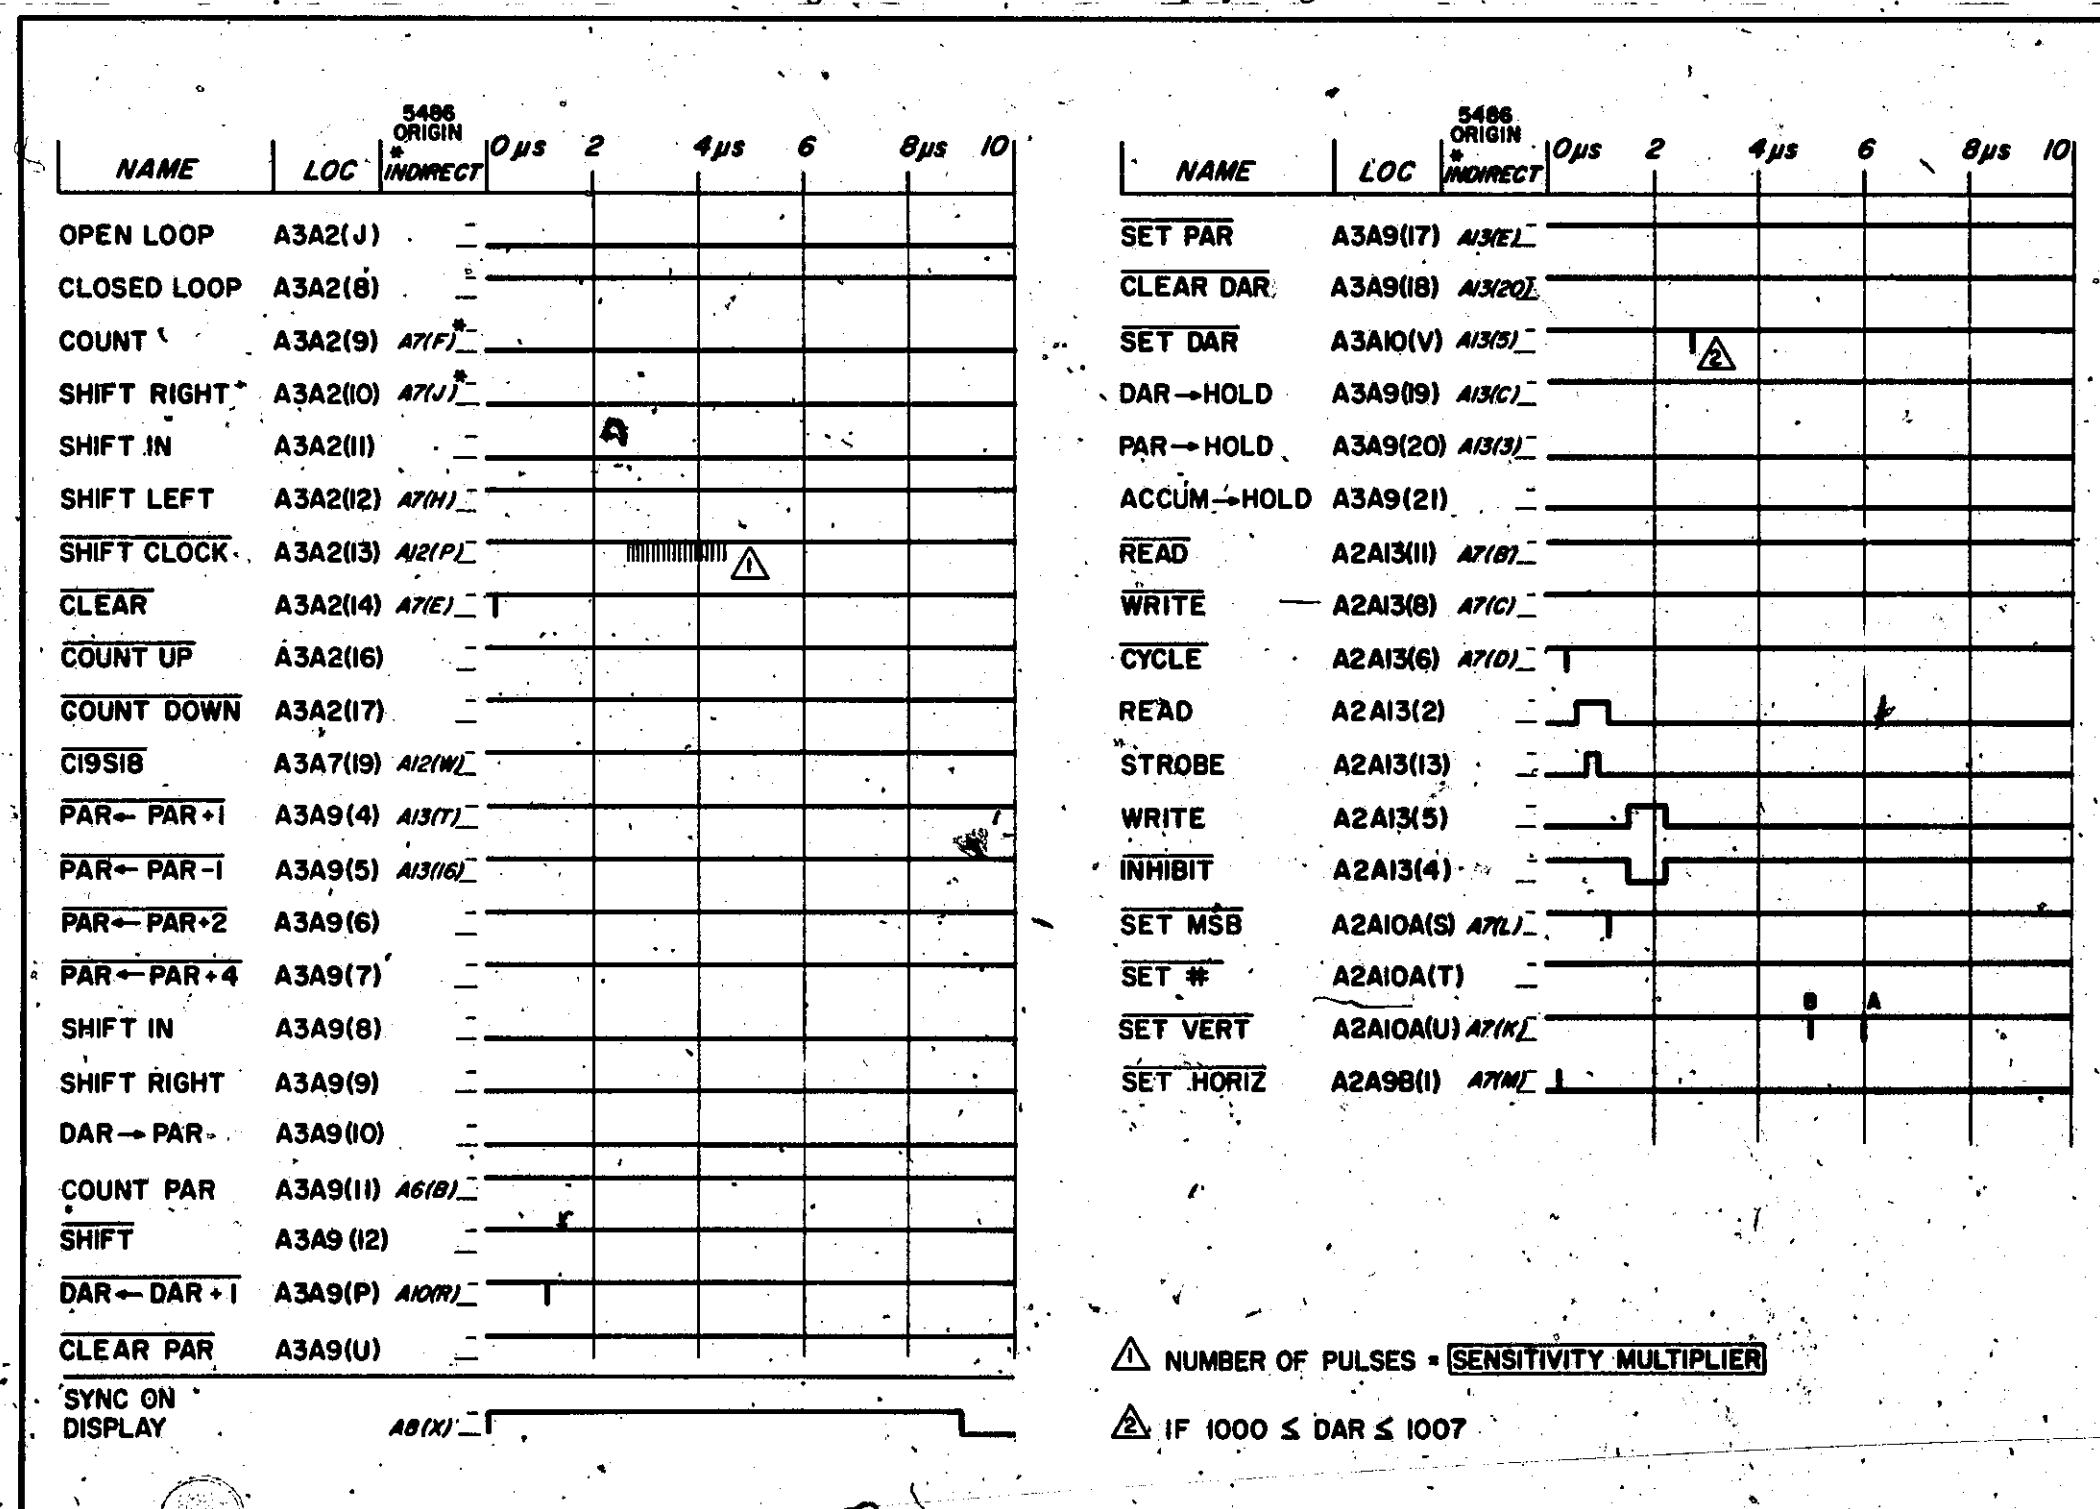 NAME LOC 5486 ORIGIN * INDIRECT 0µs 2 4µs 6 8µs 10
OPEN LOOP A3A2(J)
CLOSED LOOP A3A2(8)
COUNT A3A2(9) A7(F)*
SHIFT RIGHT A3A2(10) A7(J)*
SHIFT IN A3A2(11)
SHIFT LEFT A3A2(12) A7(H)
SHIFT CLOCK A3A2(13) A12(P) 1
CLEAR A3A2(14) A7(E)
COUNT UP A3A2(16)
COUNT DOWN A3A2(17)
C19S18 A3A7(19) A12(W)
PAR← PAR+1 A3A9(4) A13(T)
PAR← PAR-1 A3A9(5) A13(16)
PAR← PAR+2 A3A9(6)
PAR← PAR+4 A3A9(7)
SHIFT IN A3A9(8)
SHIFT RIGHT A3A9(9)
DAR→ PAR A3A9(10)
COUNT PAR A3A9(11) A6(B)
SHIFT A3A9(12)
DAR← DAR+1 A3A9(P) A10(R)
CLEAR PAR A3A9(U)
SYNC ON
DISPLAY A8(X)
NAME LOC 5486 ORIGIN * INDIRECT 0µs 2 4µs 6 8µs 10
SET PAR A3A9(17) A13(E)
CLEAR DAR A3A9(18) A13(20)
SET DAR A3A10(V) A13(5) 2
DAR→HOLD A3A9(19) A13(C)
PAR→HOLD A3A9(20) A13(3)
ACCUM→HOLD A3A9(21)
READ A2A13(11) A7(B)
WRITE A2A13(8) A7(C)
CYCLE A2A13(6) A7(D)
READ A2A13(2)
STROBE A2A13(13)
WRITE A2A13(5)
INHIBIT A2A13(4)
SET MSB A2A10A(S) A7(L)
SET # A2A10A(T)
B A
SET VERT A2A10A(U) A7(K)
SET HORIZ A2A9B(1) A7(M)
1 NUMBER OF PULSES = SENSITIVITY MULTIPLIER
2 IF 1000 ≤ DAR ≤ 1007